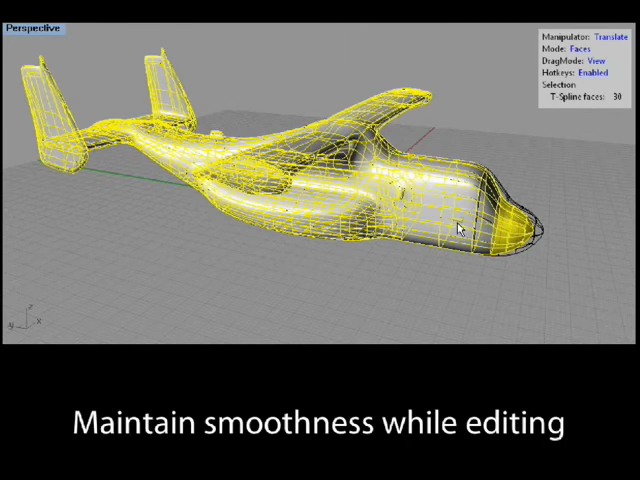 Perspective
Manipulator: Translate
Mode: Faces
DragMode: View
Hotkeys: Enabled
Selection
T-Spline faces: 30
z
x
Maintain smoothness while editing